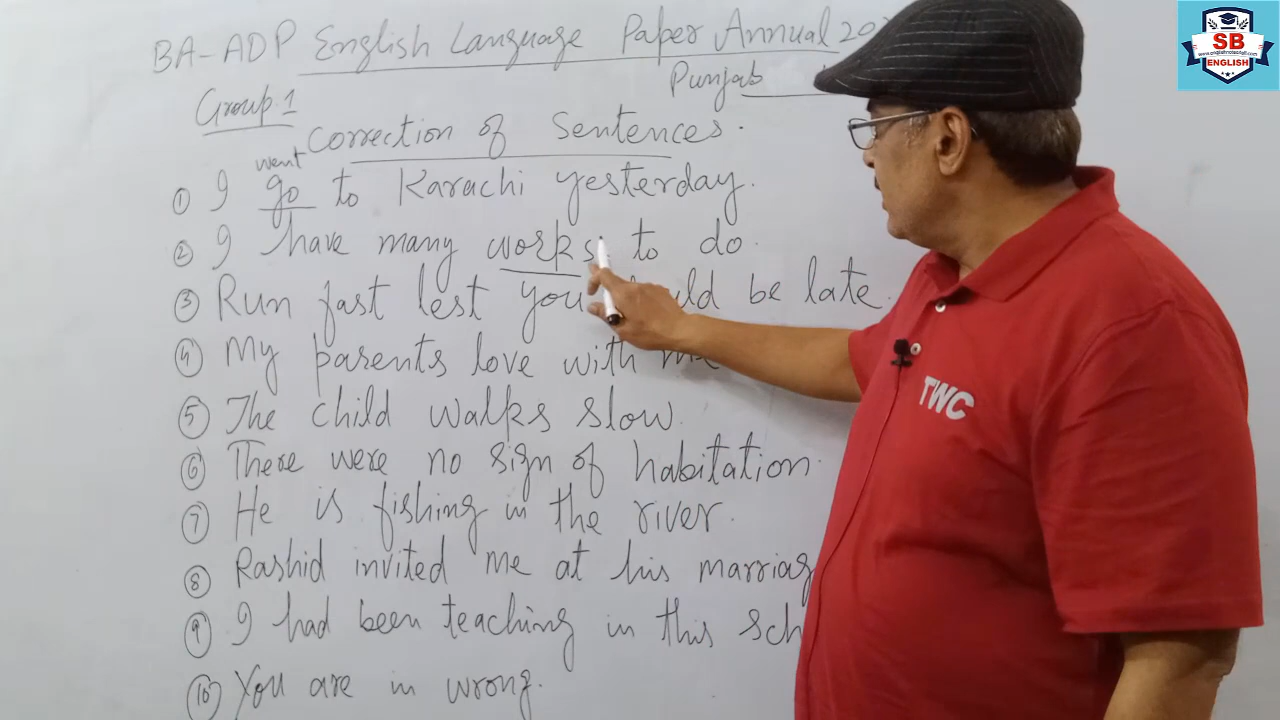 BA-ADP English Language Paper Annual 20
Punjab
Group 1
Correction of Sentences.
went
① I go to Karachi yesterday.
② I have many works to do.
③ Run fast lest you should be late.
④ My parents love with me
⑤ The child walks slow.
⑥ There were no sign of habitation.
⑦ He is fishing in the river.
⑧ Rashid invited me at his marriag
⑨ I had been teaching in this sch
⑩ You are in wrong.
SB
ENGLISH
TWC